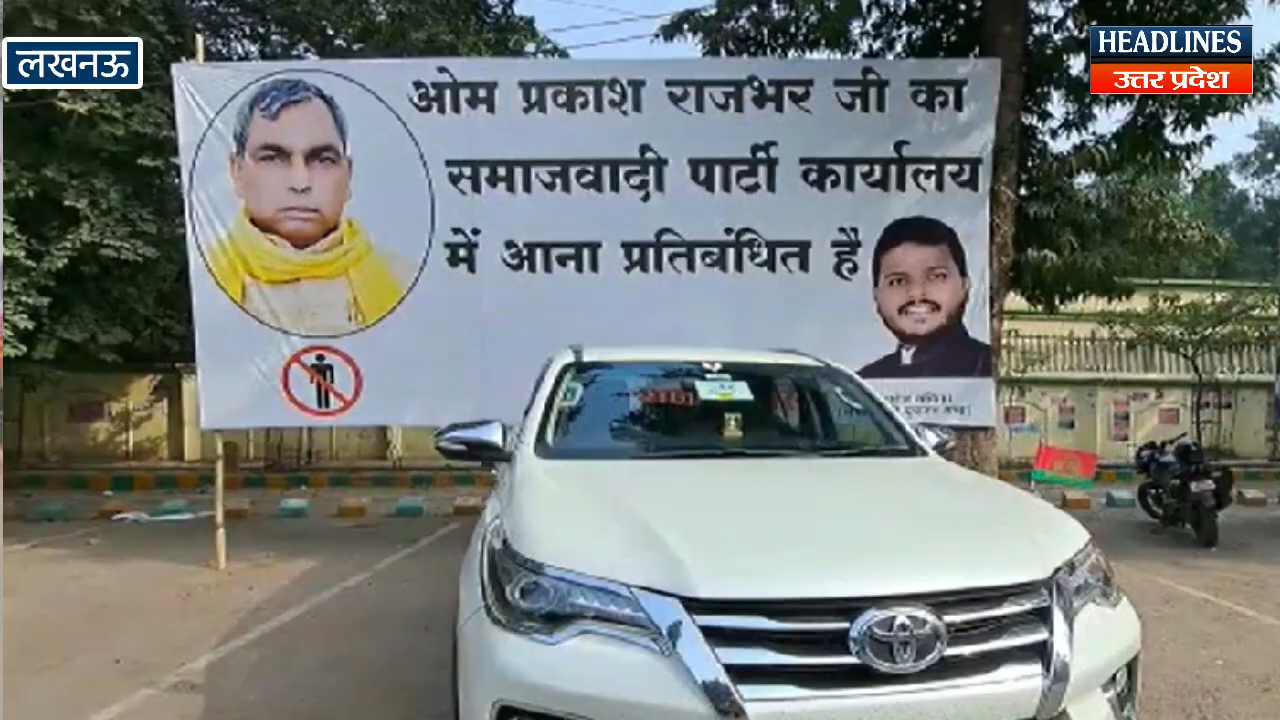 लखनऊ
HEADLINES
उत्तर प्रदेश
ओम प्रकाश राजभर जी का
समाजवादी पार्टी कार्यालय
में आना प्रतिबंधित है